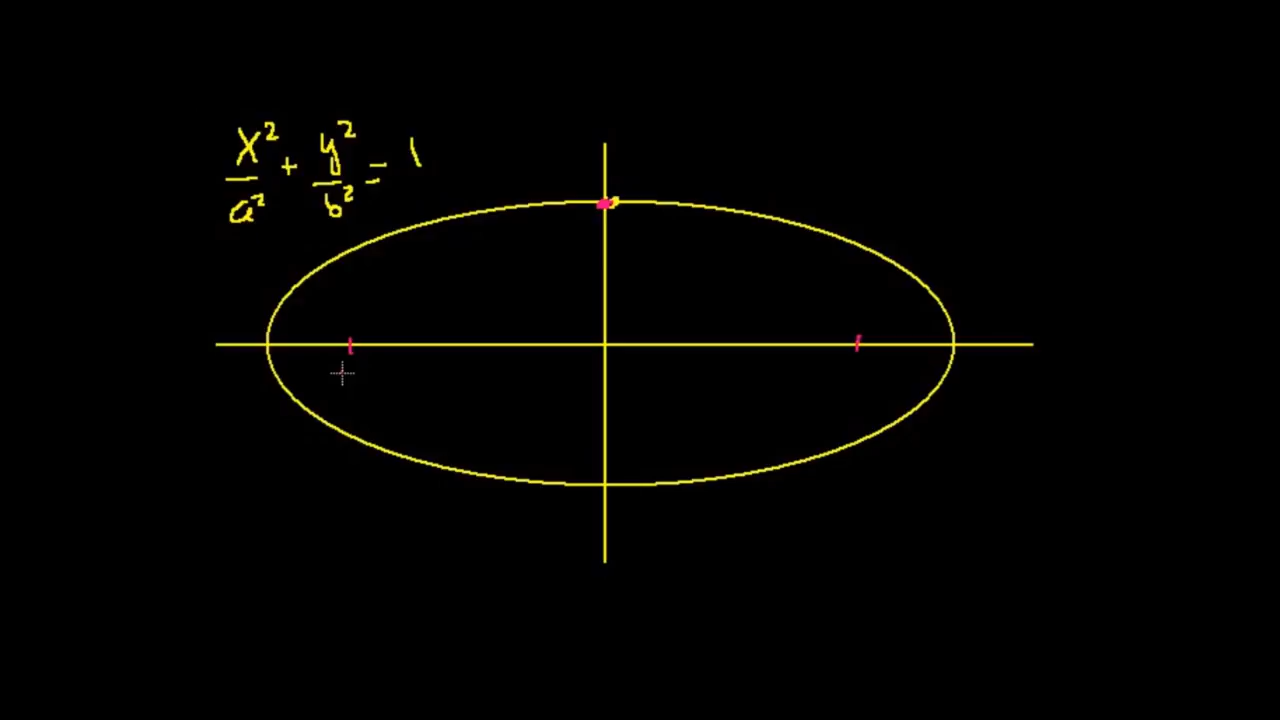 x²/a² + y²/b² = 1